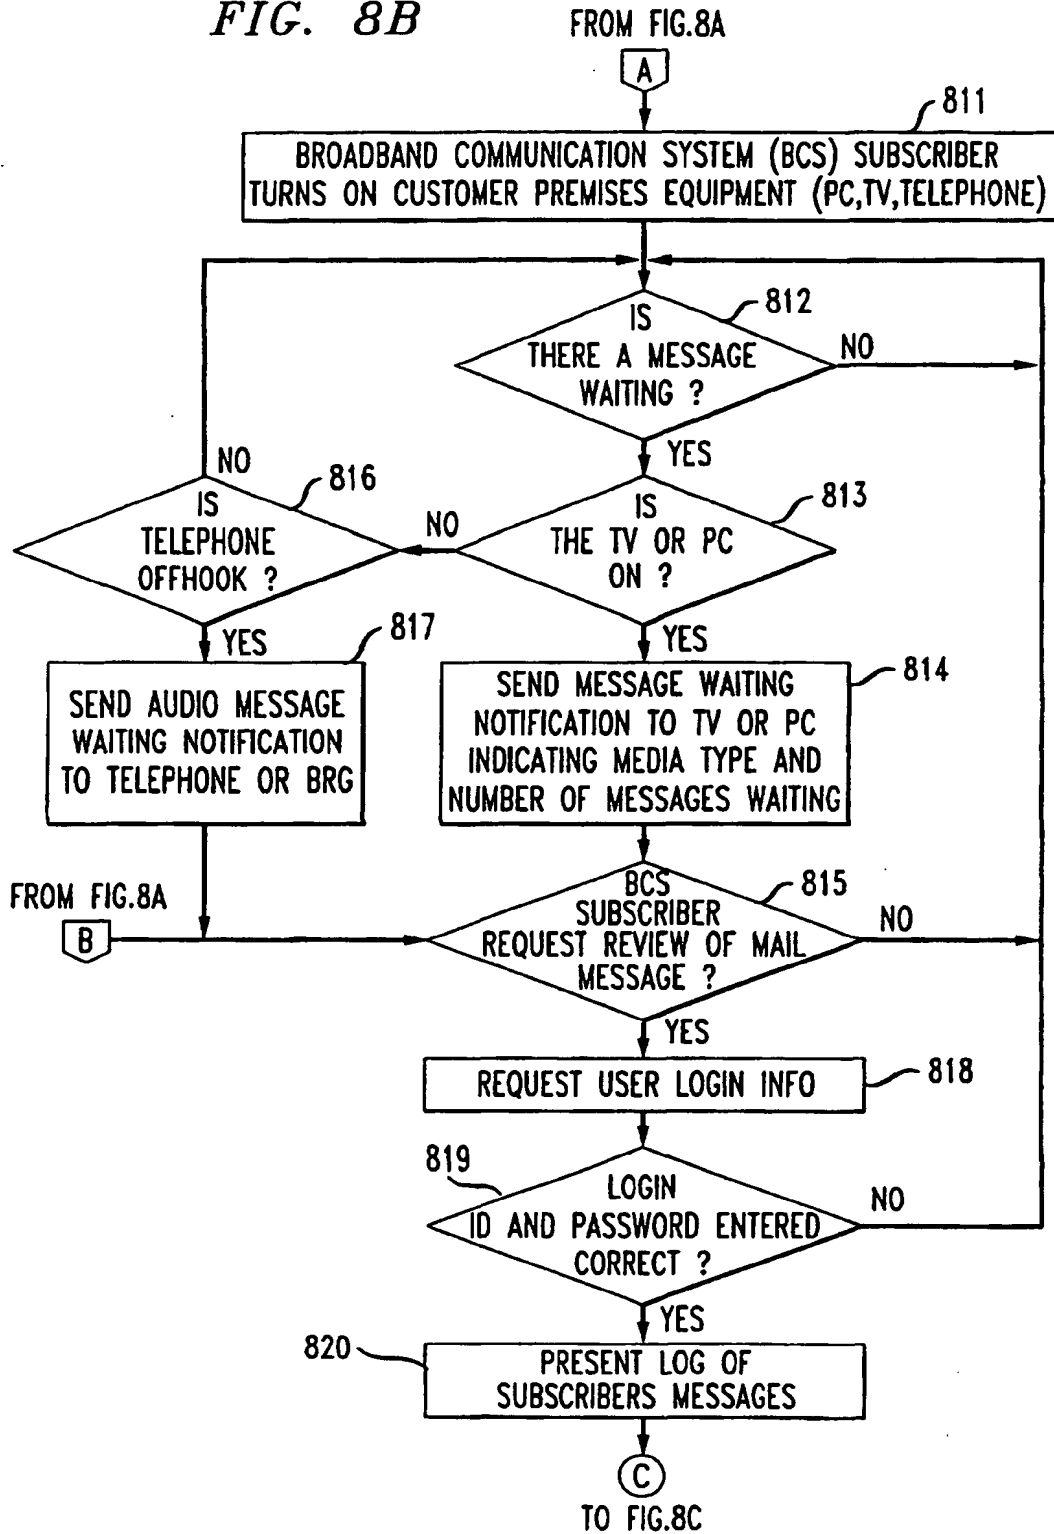 FIG. 8B
FROM FIG.8A
A
811
BROADBAND COMMUNICATION SYSTEM (BCS) SUBSCRIBER
TURNS ON CUSTOMER PREMISES EQUIPMENT (PC,TV,TELEPHONE)
812
IS
THERE A MESSAGE
WAITING ?
NO
YES
813
IS
THE TV OR PC
ON ?
NO
YES
816
IS
TELEPHONE
OFFHOOK ?
NO
YES
817
SEND AUDIO MESSAGE
WAITING NOTIFICATION
TO TELEPHONE OR BRG
814
SEND MESSAGE WAITING
NOTIFICATION TO TV OR PC
INDICATING MEDIA TYPE AND
NUMBER OF MESSAGES WAITING
FROM FIG.8A
B
815
BCS
SUBSCRIBER
REQUEST REVIEW OF MAIL
MESSAGE ?
NO
YES
REQUEST USER LOGIN INFO
818
819
LOGIN
ID AND PASSWORD ENTERED
CORRECT ?
NO
YES
820
PRESENT LOG OF
SUBSCRIBERS MESSAGES
C
TO FIG.8C